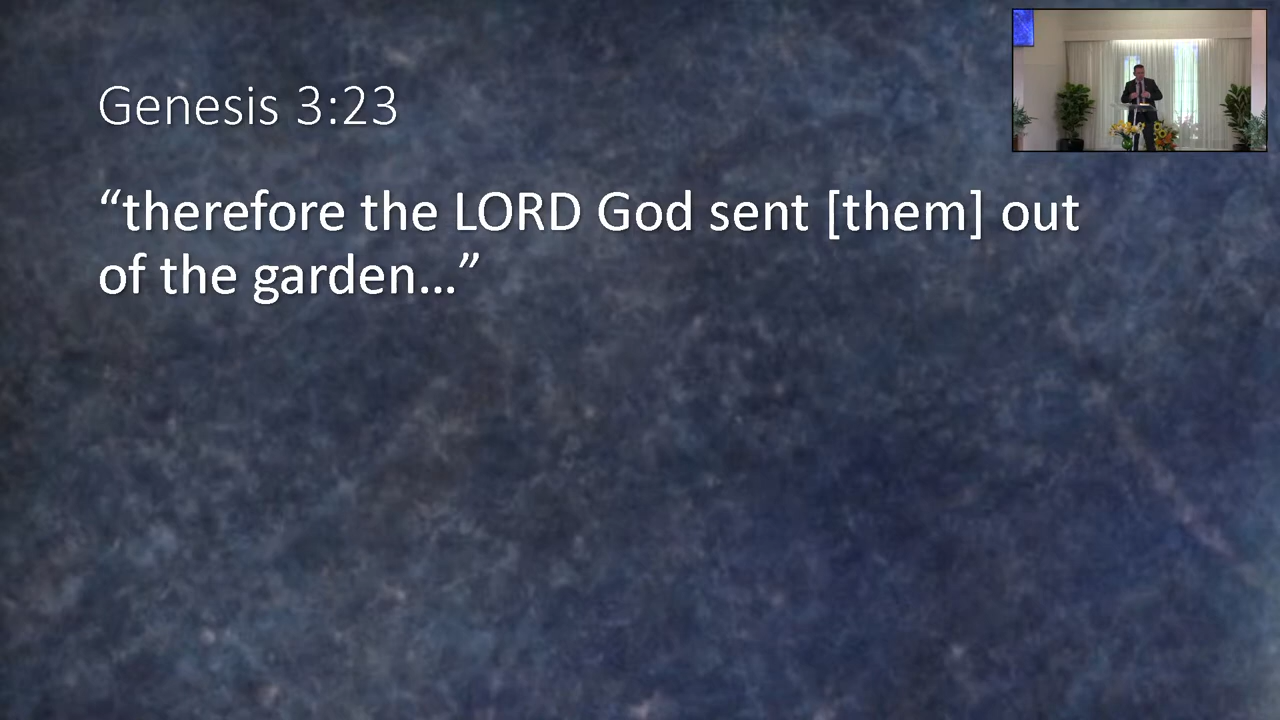 Genesis 3:23
“therefore the LORD God sent [them] out
of the garden…”